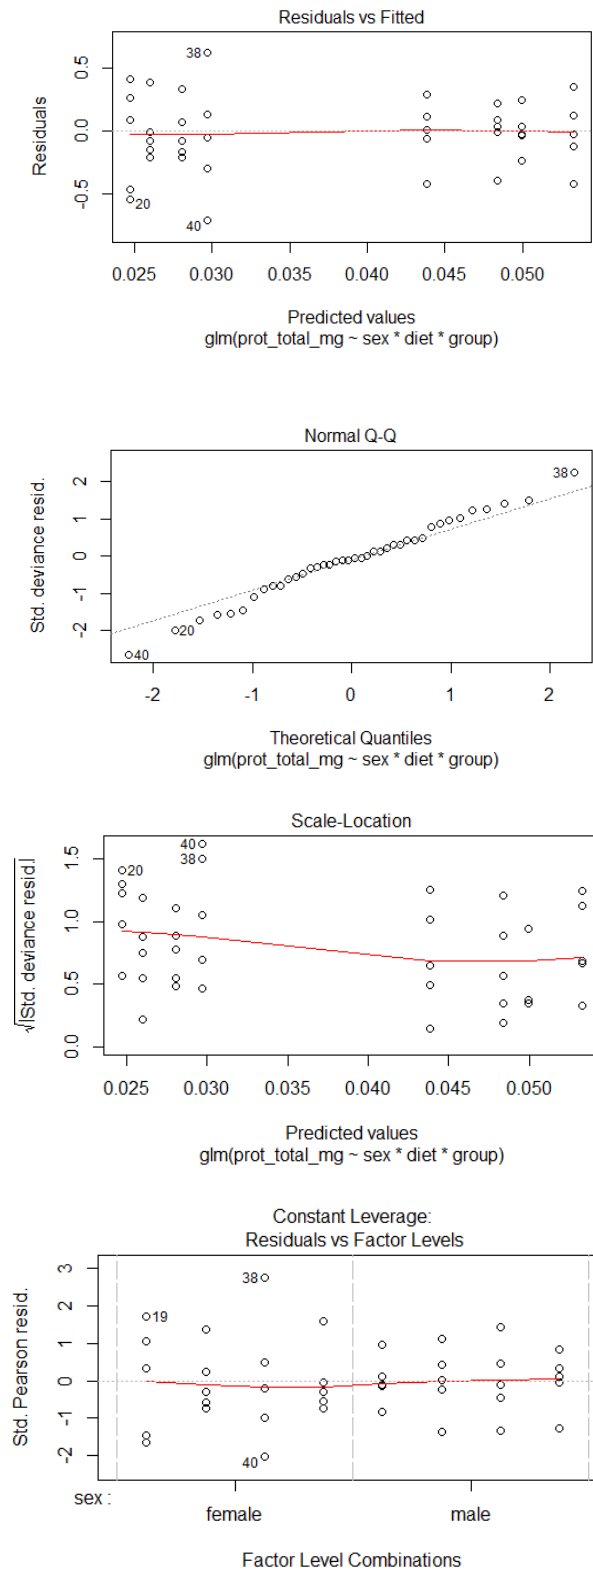 Residuals vs Fitted
Residuals
0.5
0.0
-0.5
38
20
40
0.025 0.030 0.035 0.040 0.045 0.050
Predicted values
glm(prot_total_mg ~ sex * diet * group)
Normal Q-Q
Std. deviance resid.
2
1
0
-1
-2
38
20
40
-2 -1 0 1 2
Theoretical Quantiles
glm(prot_total_mg ~ sex * diet * group)
Scale-Location
√|Std. deviance resid.|
1.5
1.0
0.5
0.0
40
38
20
0.025 0.030 0.035 0.040 0.045 0.050
Predicted values
glm(prot_total_mg ~ sex * diet * group)
Constant Leverage:
Residuals vs Factor Levels
Std. Pearson resid.
3
2
1
0
-1
-2
38
19
40
sex :
female male
Factor Level Combinations